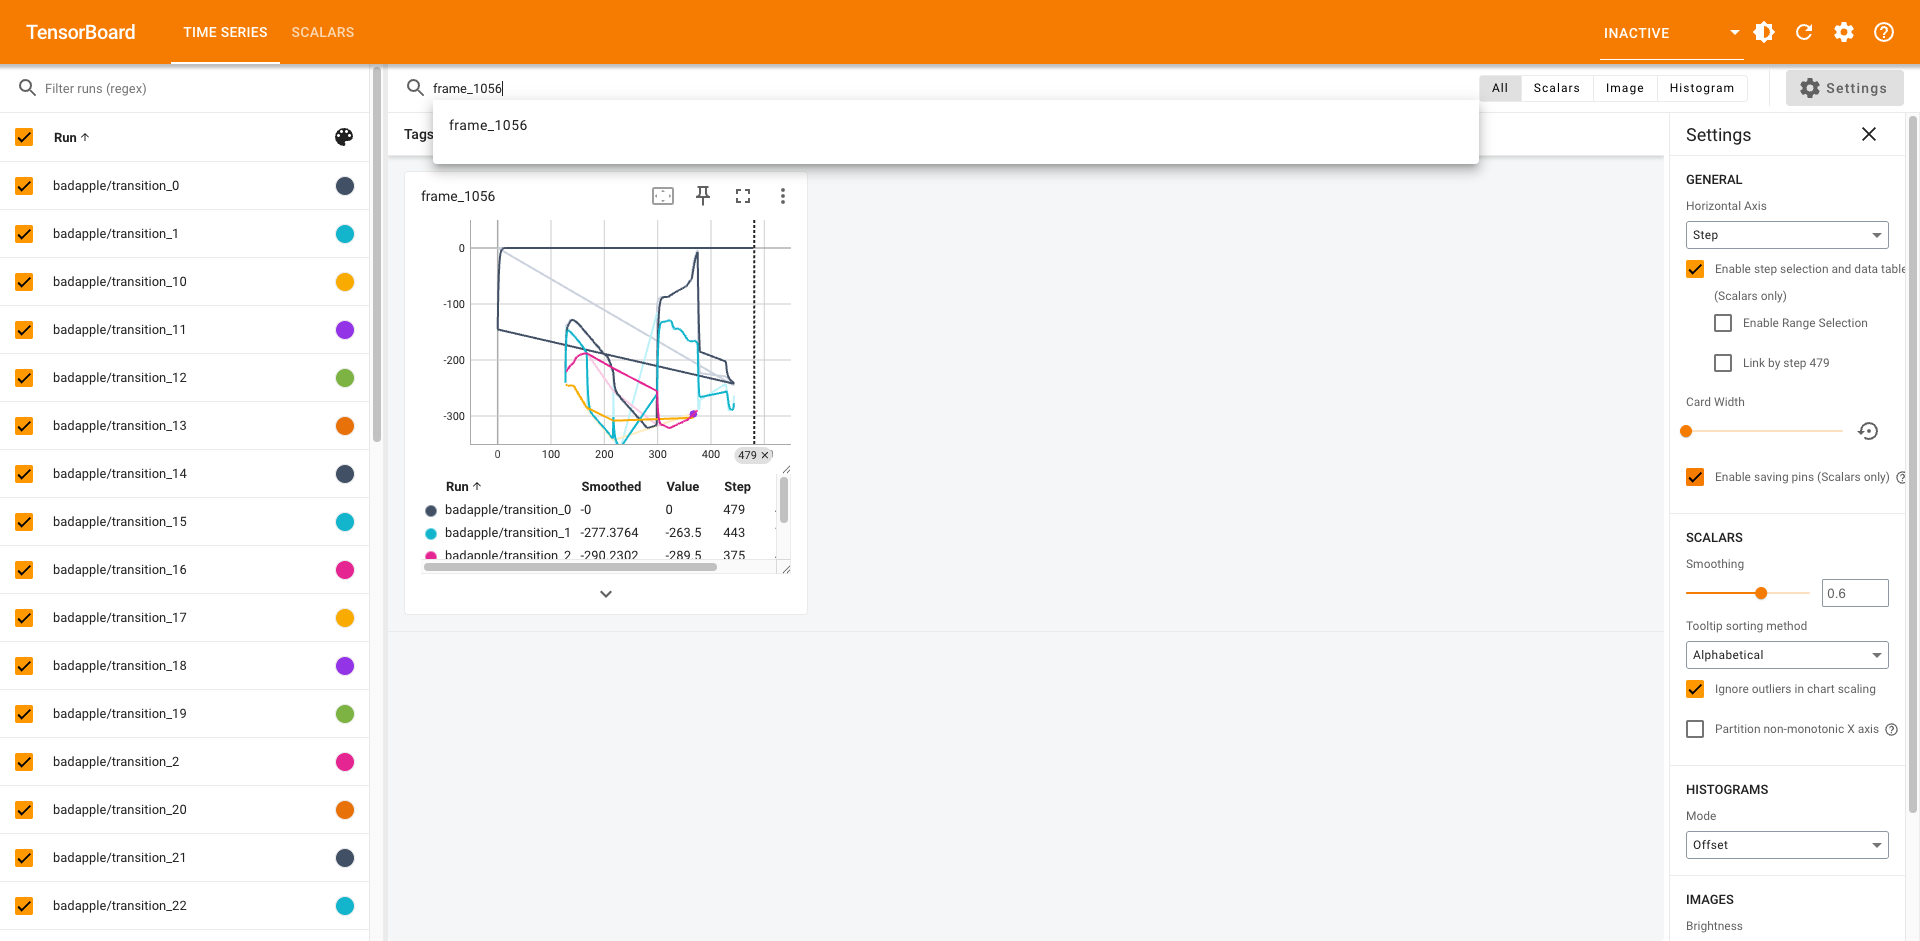 TensorBoard
TIME SERIES
SCALARS
INACTIVE
Filter runs (regex)
frame_1056
All
Scalars
Image
Histogram
Settings
frame_1056
Tags
Run
badapple/transition_0
badapple/transition_1
badapple/transition_10
badapple/transition_11
badapple/transition_12
badapple/transition_13
badapple/transition_14
badapple/transition_15
badapple/transition_16
badapple/transition_17
badapple/transition_18
badapple/transition_19
badapple/transition_2
badapple/transition_20
badapple/transition_21
badapple/transition_22
frame_1056
0
-100
-200
-300
0 100 200 300 400 479
Run Smoothed Value Step
badapple/transition_0 -0 0 479
badapple/transition_1 -277.3764 -263.5 443
badapple/transition_2 -290.2302 -289.5 375
Settings
GENERAL
Horizontal Axis
Step
Enable step selection and data table
(Scalars only)
Enable Range Selection
Link by step 479
Card Width
Enable saving pins (Scalars only)
SCALARS
Smoothing
0.6
Tooltip sorting method
Alphabetical
Ignore outliers in chart scaling
Partition non-monotonic X axis
HISTOGRAMS
Mode
Offset
IMAGES
Brightness